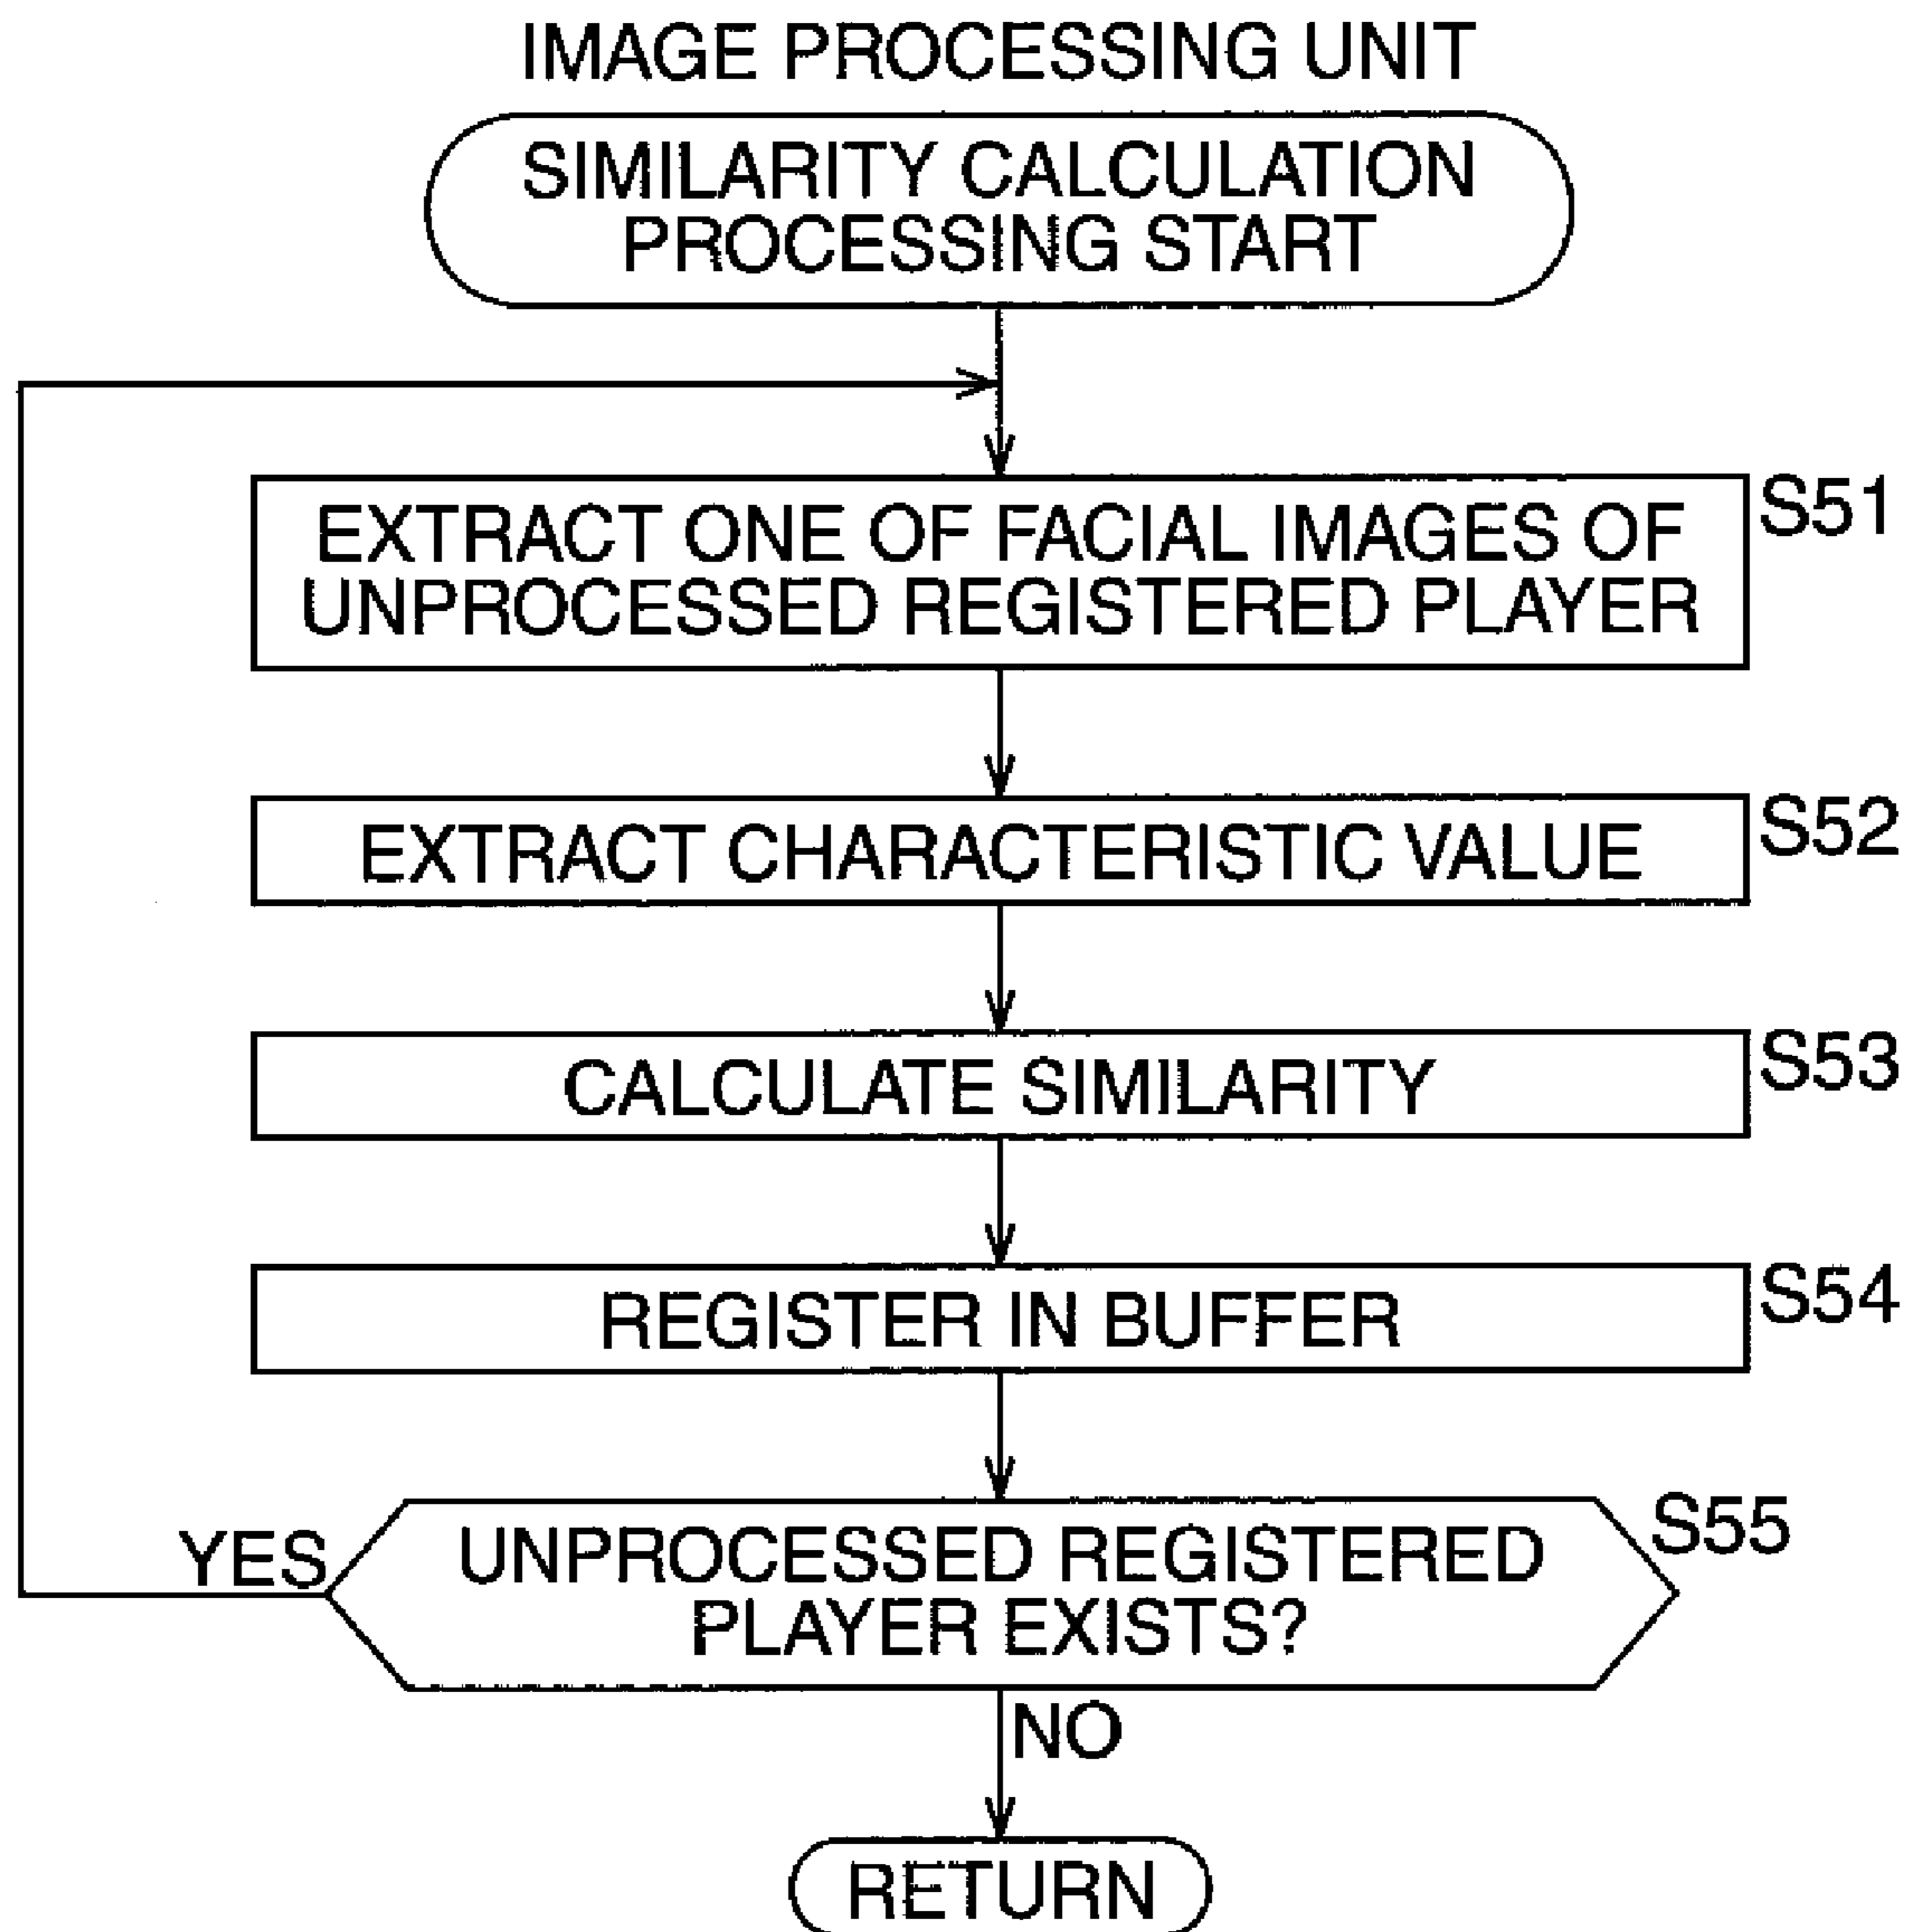 IMAGE PROCESSING UNIT
SIMILARITY CALCULATION
PROCESSING START
EXTRACT ONE OF FACIAL IMAGES OF
UNPROCESSED REGISTERED PLAYER
S51
EXTRACT CHARACTERISTIC VALUE
S52
CALCULATE SIMILARITY
S53
REGISTER IN BUFFER
S54
YES
UNPROCESSED REGISTERED
PLAYER EXISTS?
S55
NO
RETURN